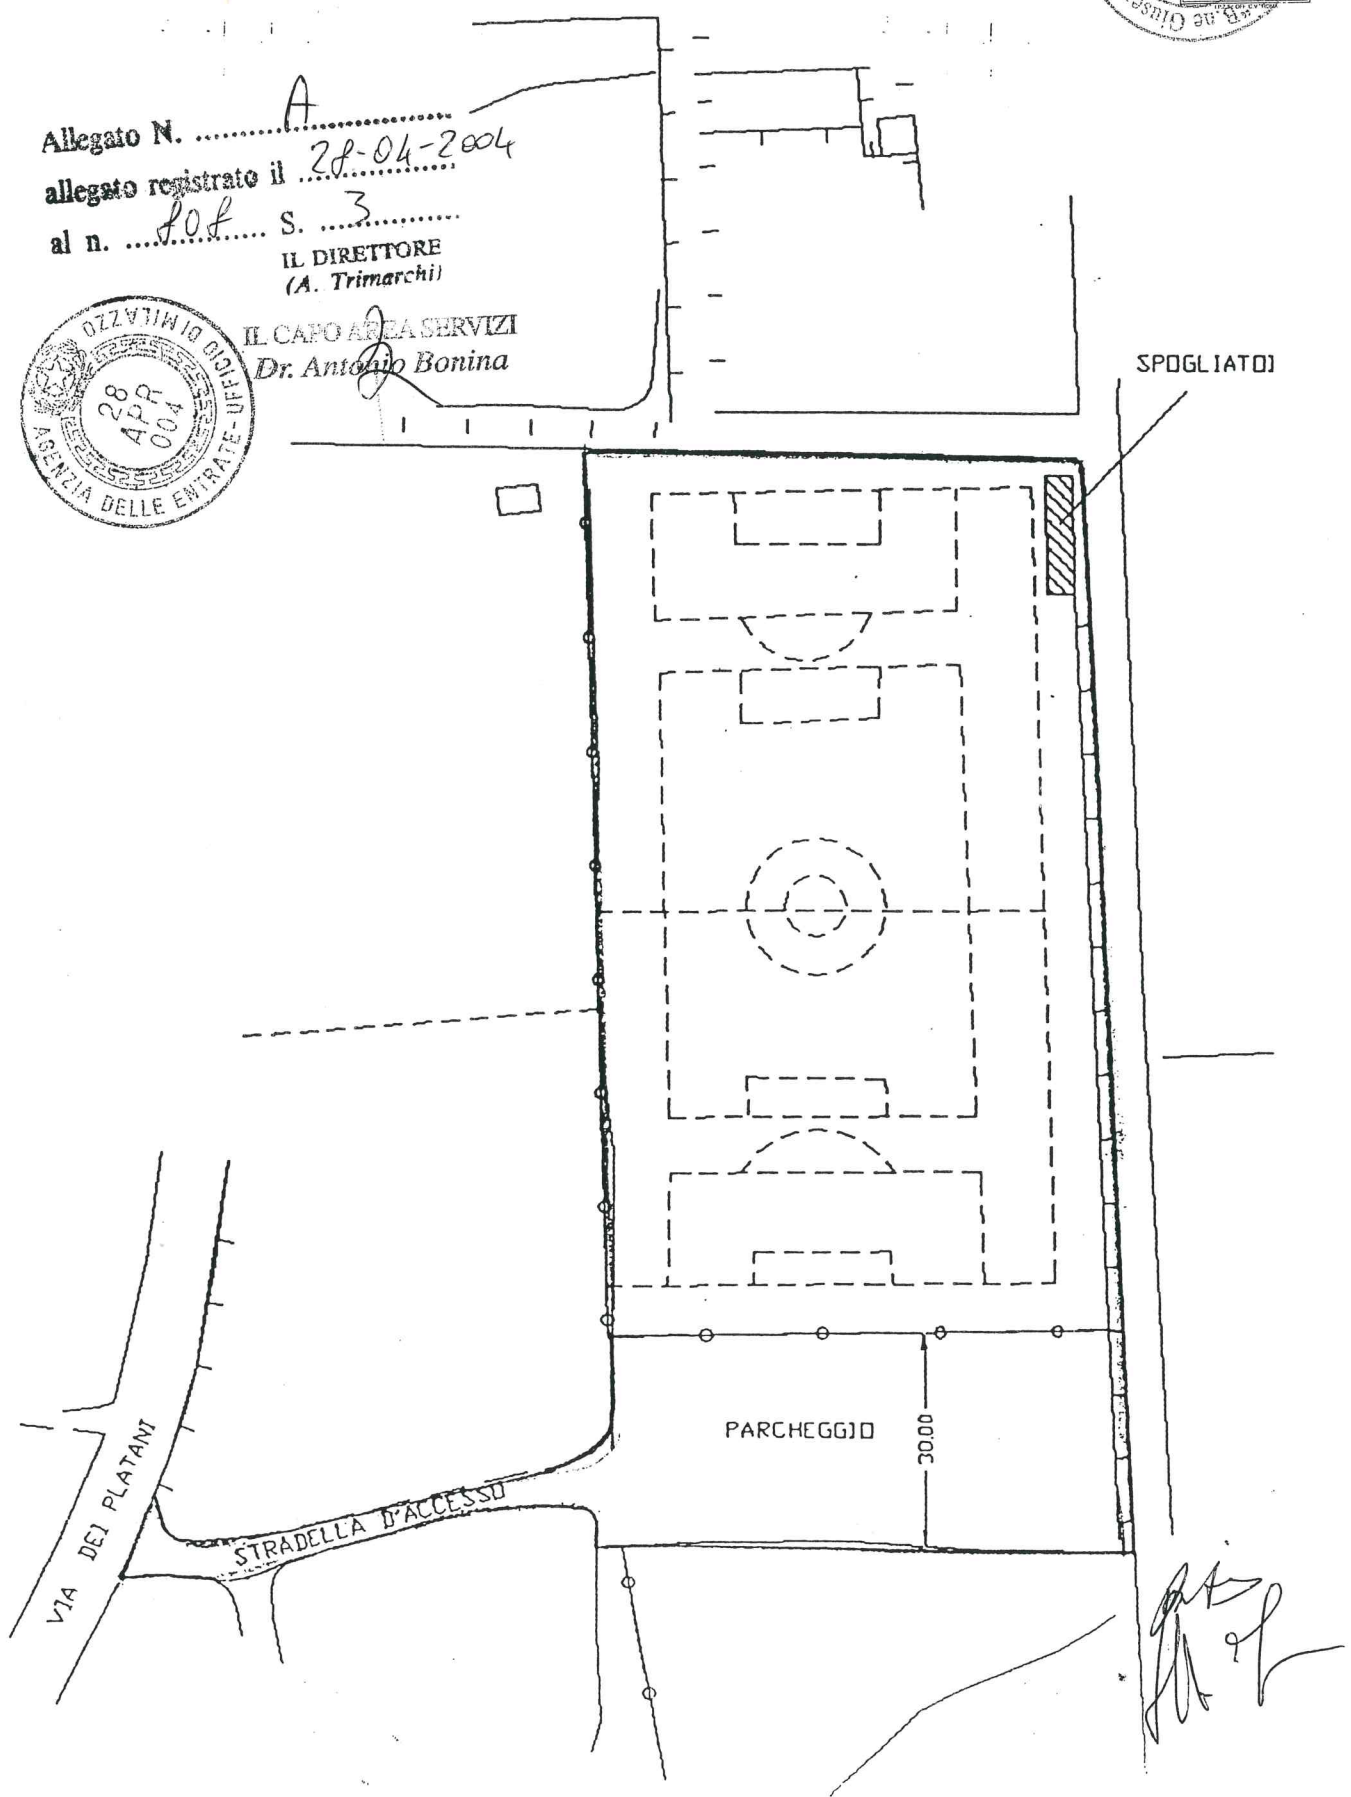 "B.ne Giuse
Allegato N. ........ A ................
allegato registrato il 28-04-2004
al n. 808 S. 3
IL DIRETTORE
(A. Trimarchi)
IL CAPO AREA SERVIZI
Dr. Antonio Bonina
AGENZIA DELLE ENTRATE - UFFICIO DI MILAZZO
28
APR
004
SPOGLIATOI
PARCHEGGIO
30.00
STRADELLA D'ACCESSO
VIA DEI PLATANI